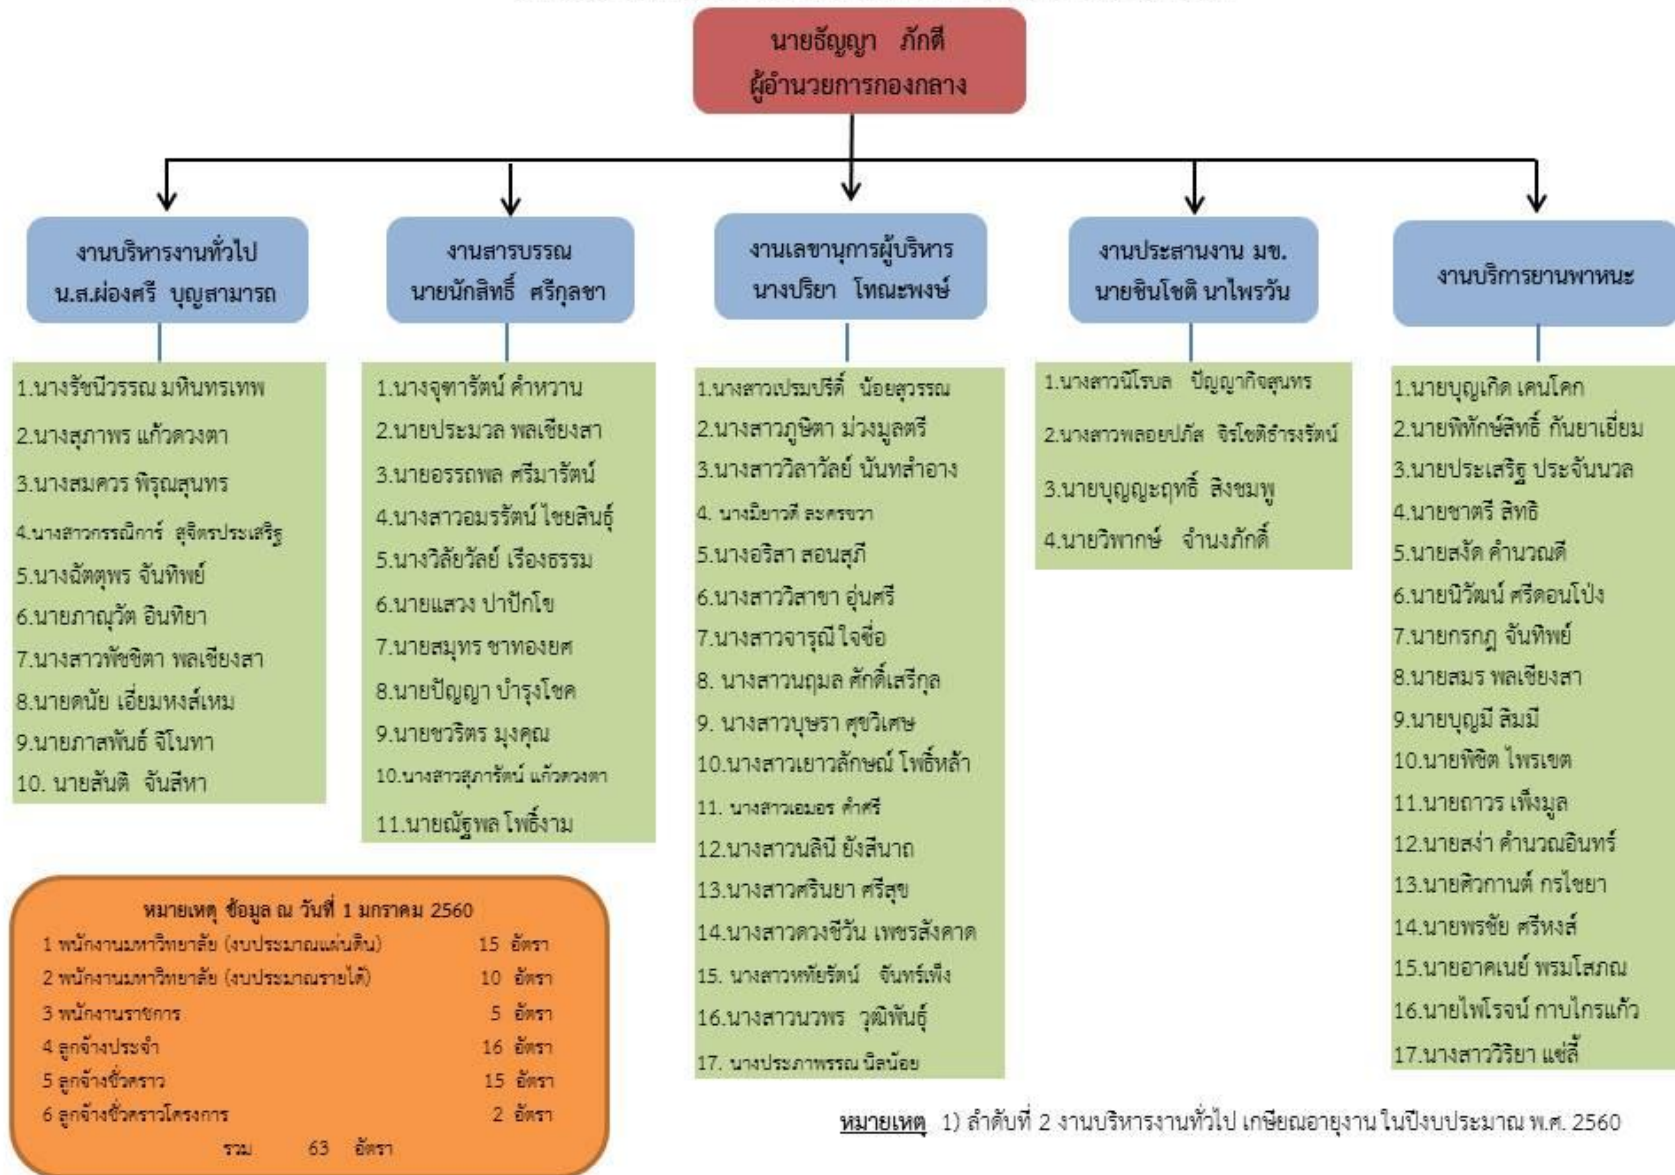 นายธัญญา ภักดี
ผู้อำนวยการกองกลาง
งานบริหารงานทั่วไป
น.ส.ผ่องศรี บุญสามารถ
งานสารบรรณ
นายนักสิทธิ์ ศรีกุลชา
งานเลขานุการผู้บริหาร
นางปริยา โทณะพงษ์
งานประสานงาน มข.
นายชินโชติ นาไพรวัน
งานบริการยานพาหนะ
1.นางรัชนีวรรณ มหินทรเทพ
2.นางสุภาพร แก้วดวงตา
3.นางสมควร พิรุณสุนทร
4.นางสาวกรรณิการ์ สุจิตรประเสริฐ
5.นางฉัตตุพร จันทิพย์
6.นายภาณุวัต อินทิยา
7.นางสาวพัชชิตา พลเชียงสา
8.นายดนัย เอี่ยมหงส์เหม
9.นายภาสพันธ์ จิโนทา
10. นายสันติ จันสีหา
1.นางจุฑารัตน์ คำหวาน
2.นายประมวล พลเชียงสา
3.นายอรรถพล ศรีมารัตน์
4.นางสาวอมรรัตน์ ไชยสินธุ์
5.นางวิลัยวัลย์ เรืองธรรม
6.นายแสวง ปาปักโข
7.นายสมุทร ชาทองยศ
8.นายปัญญา บำรุงโชค
9.นายชวริตร มุงคุณ
10.นางสาวสุภารัตน์ แก้วดวงตา
11.นายณัฐพล โพธิ์งาม
1.นางสาวเปรมปรีดิ์ น้อยสุวรรณ
2.นางสาวภูษิตา ม่วงมูลตรี
3.นางสาววิลาวัลย์ นันทสำอาง
4. นางมิยาวดี ละครขวา
5.นางอริสา สอนสุภี
6.นางสาววิสาขา อุ่นศรี
7.นางสาวจารุณี ใจซื่อ
8. นางสาวนฤมล ศักดิ์เสรีกุล
9. นางสาวบุษรา ศุขวิเศษ
10.นางสาวเยาวลักษณ์ โพธิ์หล้า
11. นางสาวเอมอร คำศรี
12.นางสาวนลินี ยังสีนาถ
13.นางสาวศรินยา ศรีสุข
14.นางสาวดวงชีวัน เพชรสังคาด
15. นางสาวหทัยรัตน์ จันทร์เพ็ง
16.นางสาวนวพร วุฒิพันธุ์
17. นางประภาพรรณ นิลน้อย
1.นางสาวนิโรบล ปัญญากิจสุนทร
2.นางสาวพลอยปภัส จิรโชติธำรงรัตน์
3.นายบุญญะฤทธิ์ สิงชมพู
4.นายวิพากษ์ จำนงภักดิ์
1.นายบุญเกิด เคนโคก
2.นายพิทักษ์สิทธิ์ กันยาเยี่ยม
3.นายประเสริฐ ประจันนวล
4.นายชาตรี สิทธิ
5.นายสงัด คำนวณดี
6.นายนิวัฒน์ ศรีดอนโป่ง
7.นายกรกฎ จันทิพย์
8.นายสมร พลเชียงสา
9.นายบุญมี สิมมี
10.นายพิชิต ไพรเขต
11.นายถาวร เพ็งมูล
12.นายสง่า คำนวณอินทร์
13.นายศิวกานต์ กรไชยา
14.นายพรชัย ศรีหงส์
15.นายอาคเนย์ พรมโสภณ
16.นายไพโรจน์ กาบไกรแก้ว
17.นางสาววิริยา แซ่ลี้
หมายเหตุ ข้อมูล ณ วันที่ 1 มกราคม 2560
1 พนักงานมหาวิทยาลัย (งบประมาณแผ่นดิน) 15 อัตรา
2 พนักงานมหาวิทยาลัย (งบประมาณรายได้) 10 อัตรา
3 พนักงานราชการ 5 อัตรา
4 ลูกจ้างประจำ 16 อัตรา
5 ลูกจ้างชั่วคราว 15 อัตรา
6 ลูกจ้างชั่วคราวโครงการ 2 อัตรา
รวม 63 อัตรา
หมายเหตุ 1) ลำดับที่ 2 งานบริหารงานทั่วไป เกษียณอายุงาน ในปีงบประมาณ พ.ศ. 2560